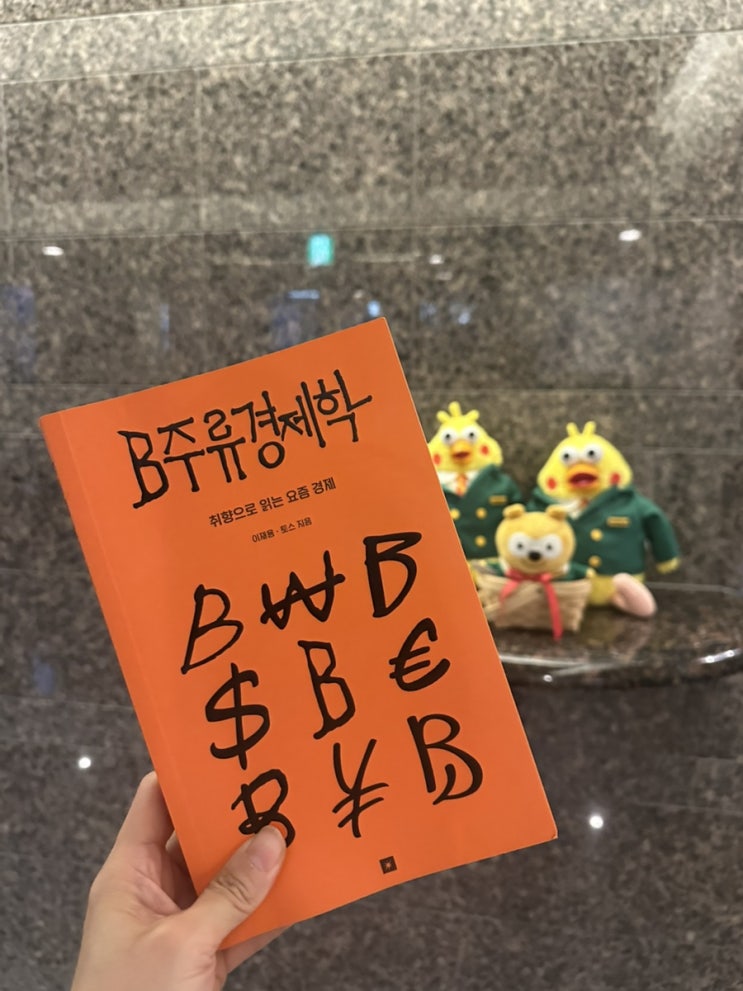 B주류경제학
취향으로 읽는 요즘 경제
이재용·토스 지음
B ₩ B
$ B €
B ¥ B